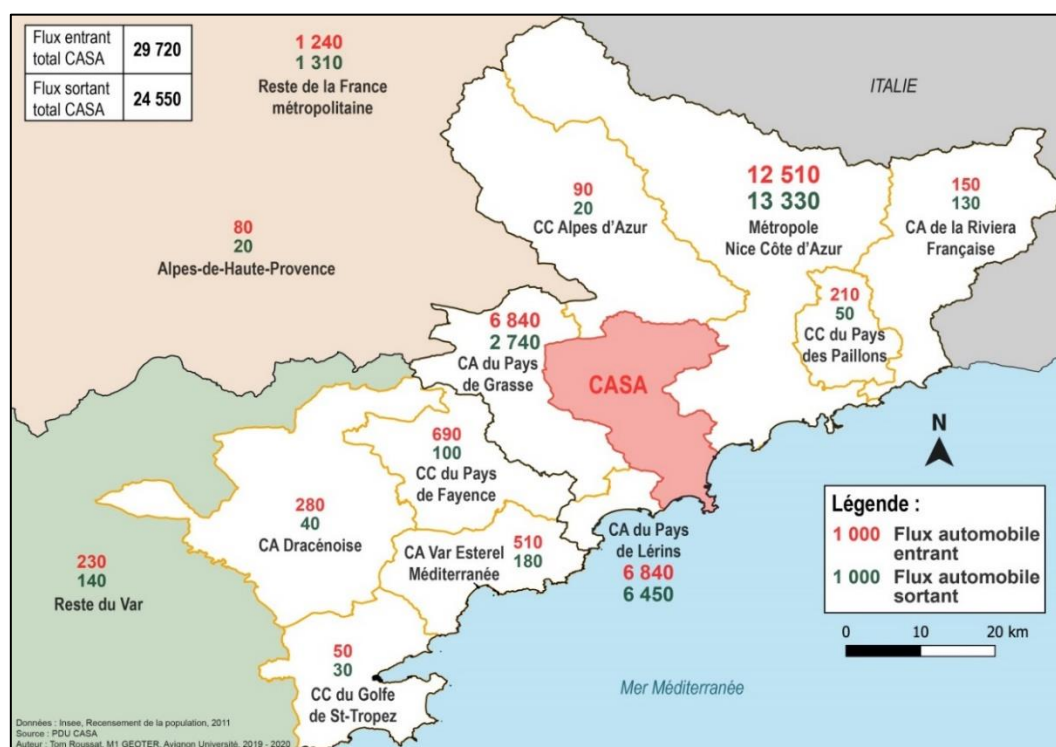 Flux entrant
total CASA
29 720
Flux sortant
total CASA
24 550
1 240
1 310
Reste de la France
métropolitaine
ITALIE
80
20
Alpes-de-Haute-Provence
90
20
CC Alpes d'Azur
12 510
13 330
Métropole
Nice Côte d'Azur
150
130
CA de la Riviera
Française
210
50
CC du Pays
des Paillons
6 840
2 740
CA du Pays
de Grasse
CASA
690
100
CC du Pays
de Fayence
280
40
CA Dracénoise
CA Var Esterel
Méditerranée
510
180
CA du Pays
de Lérins
6 840
6 450
230
140
Reste du Var
50
30
CC du Golfe
de St-Tropez
Mer Méditerranée
N
Légende :
1 000 Flux automobile
entrant
1 000 Flux automobile
sortant
0 10 20 km
Données : Insee, Recensement de la population, 2011
Source : PDU CASA
Auteur : Tom Roussat, M1 GEOTER, Avignon Université, 2019 - 2020